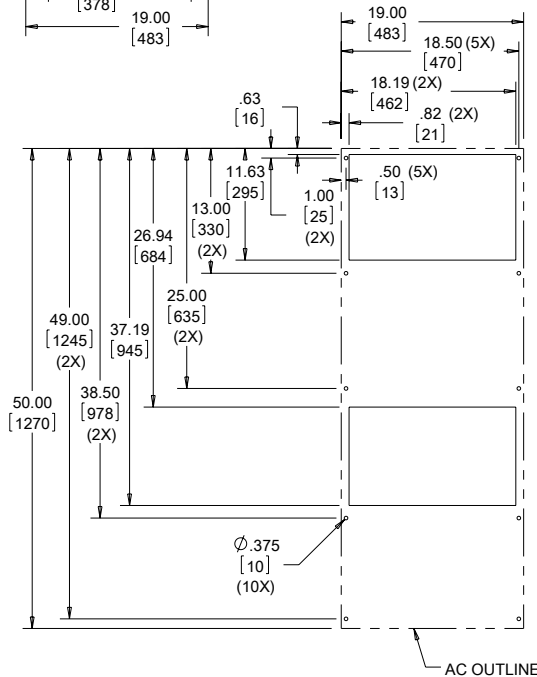 [378]
19.00
[483]
19.00
[483]
18.50 (5X)
[470]
18.19 (2X)
[462]
.63
[16]
.82 (2X)
[21]
11.63
[295]
.50 (5X)
[13]
1.00
[25]
(2X)
13.00
[330]
(2X)
26.94
[684]
25.00
[635]
(2X)
49.00
[1245]
(2X)
37.19
[945]
38.50
[978]
(2X)
50.00
[1270]
Ø.375
[10]
(10X)
AC OUTLINE